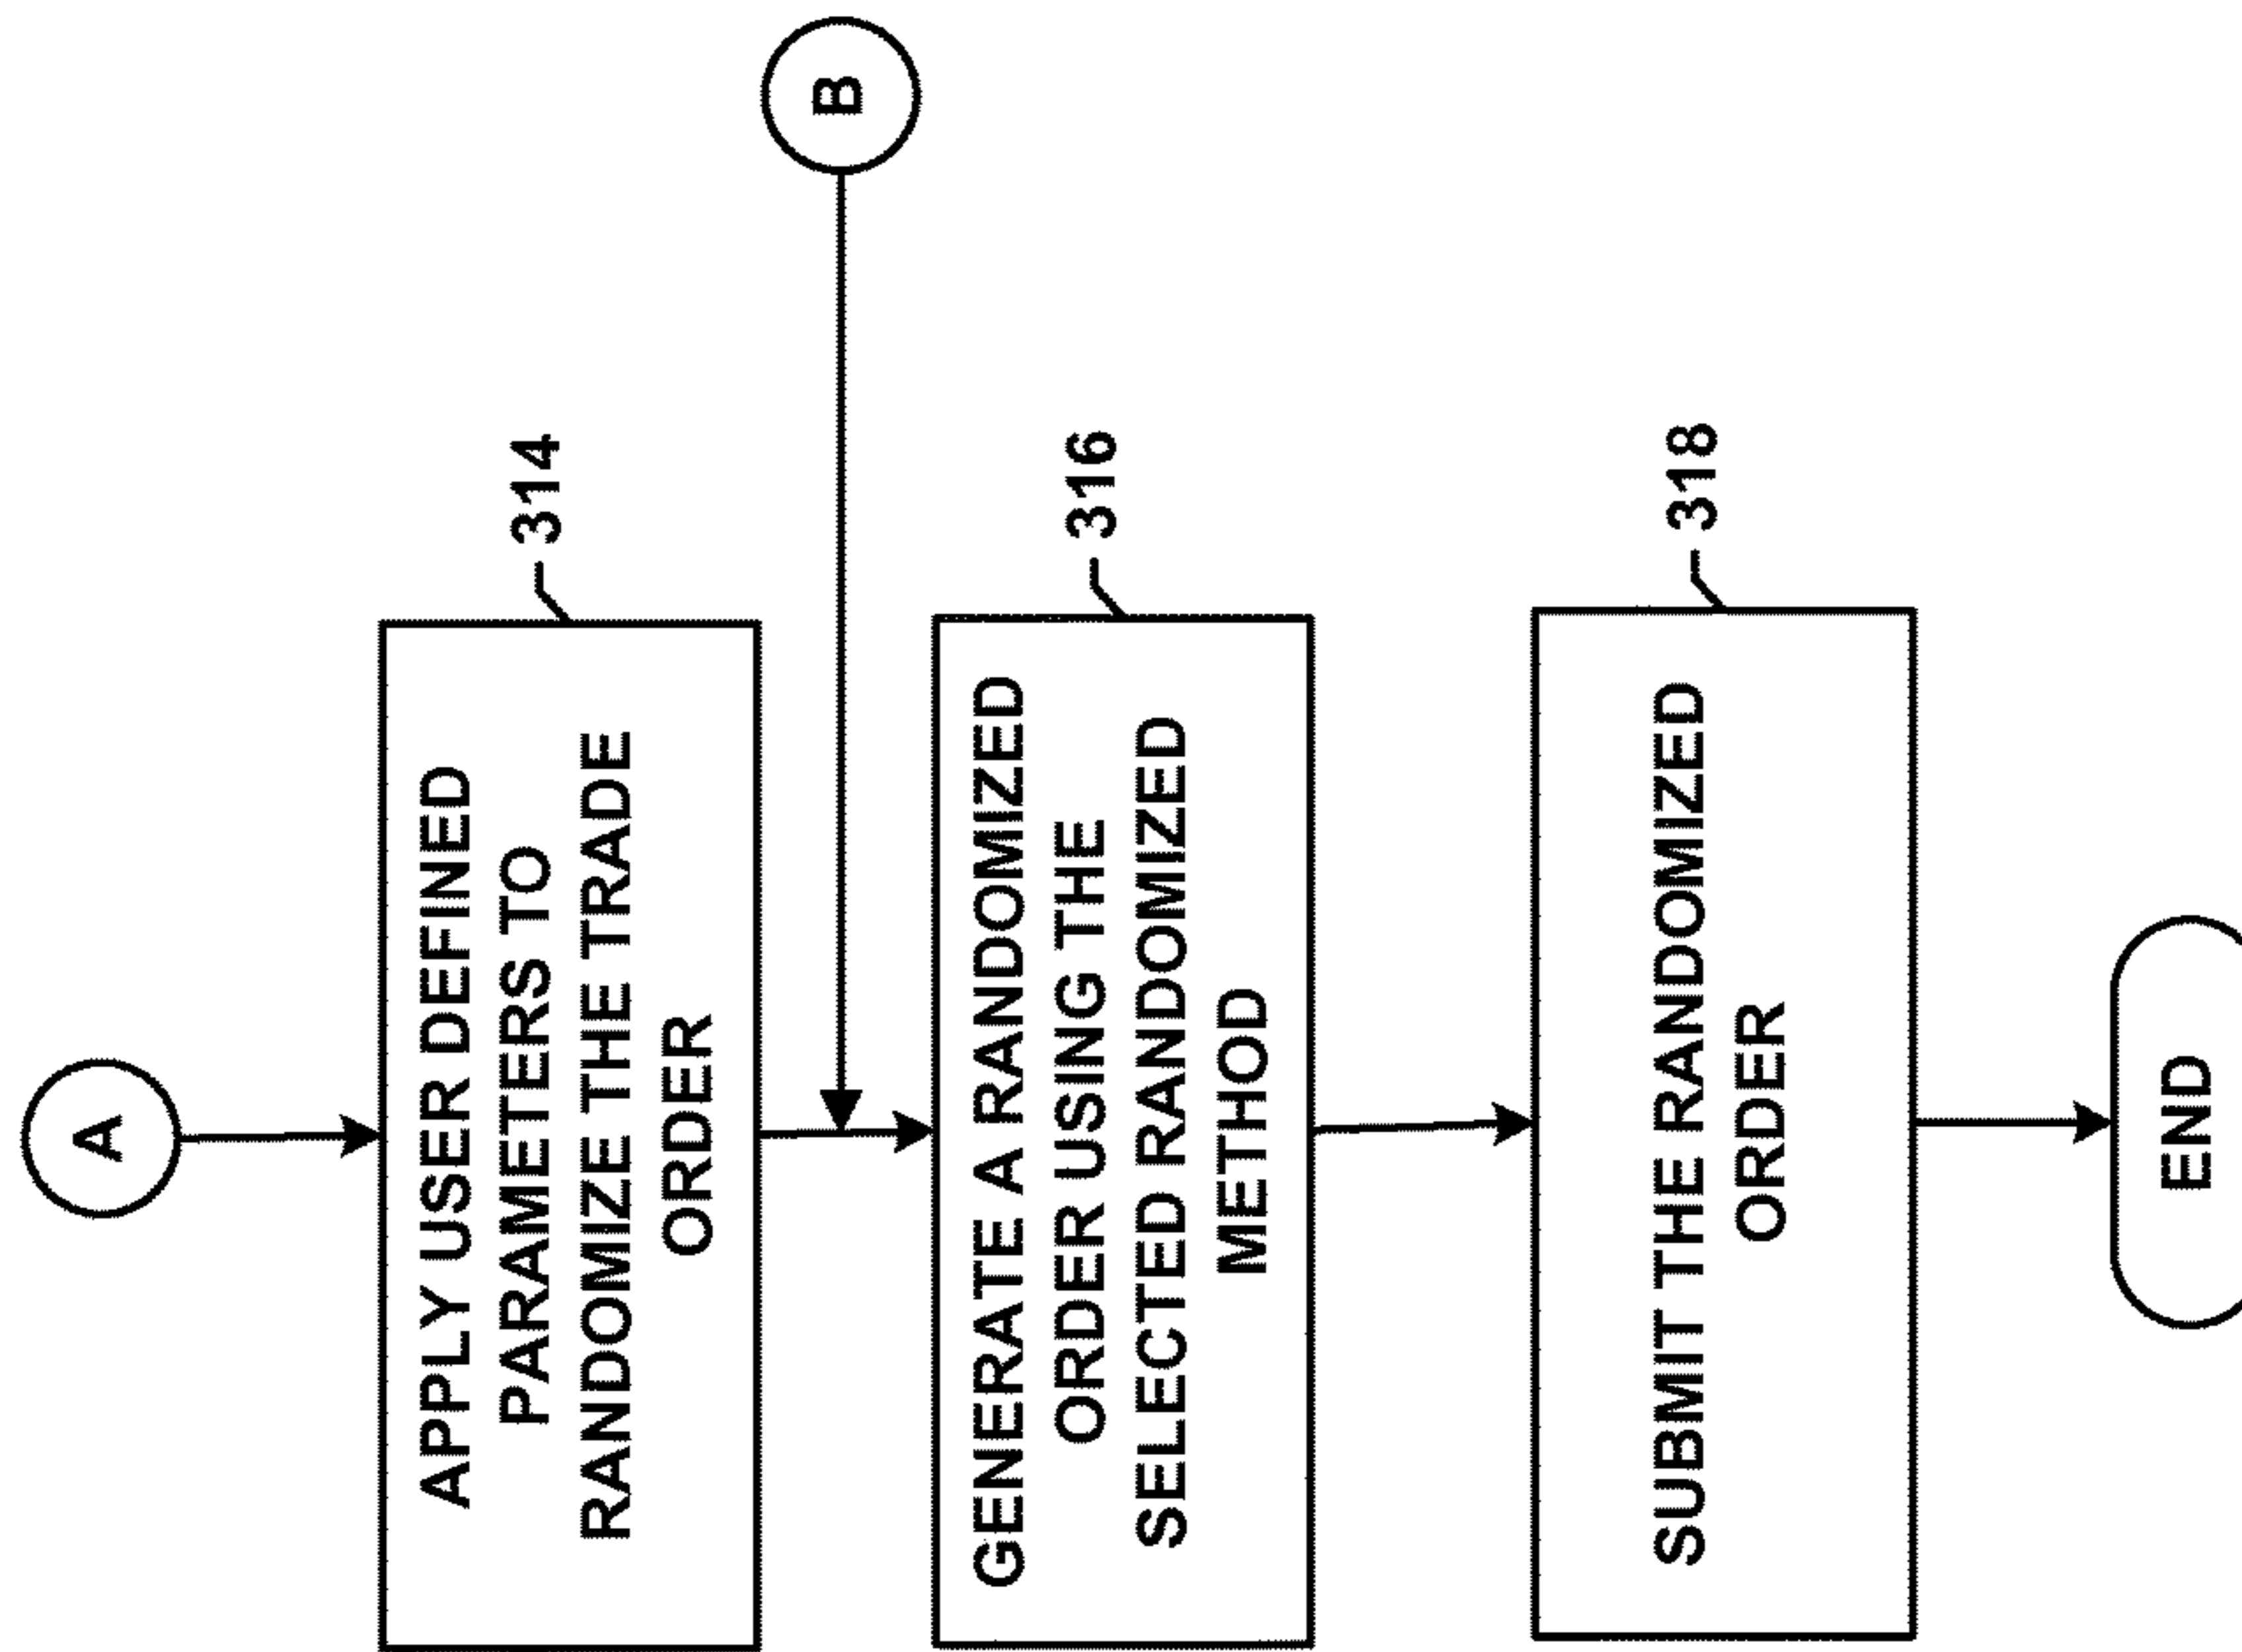 A
APPLY USER DEFINED
PARAMETERS TO
RANDOMIZE THE TRADE
ORDER
314
B
GENERATE A RANDOMIZED
ORDER USING THE
SELECTED RANDOMIZED
METHOD
316
SUBMIT THE RANDOMIZED
ORDER
318
END